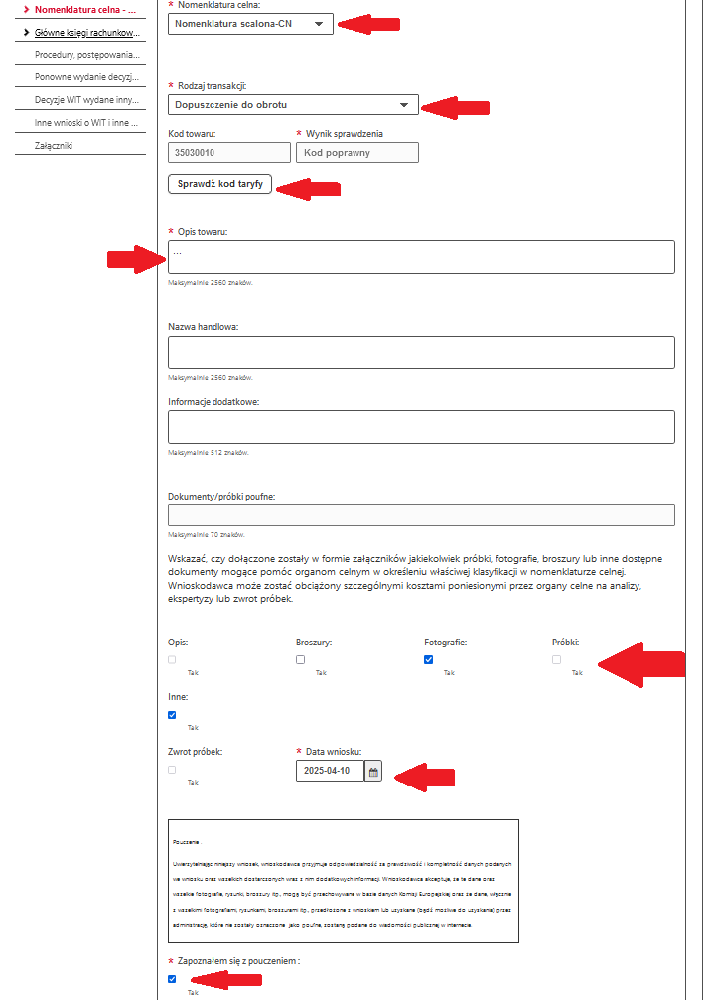 Nomenklatura celna - ...
Główne księgi rachunkow...
Procedury, postępowania...
Ponowne wydanie decyzj...
Decyzje WIT wydane inny...
Inne wnioski o WIT i inne ...
Załączniki
* Nomenklatura celna:
Nomenklatura scalona-CN
* Rodzaj transakcji:
Dopuszczenie do obrotu
Kod towaru: * Wynik sprawdzenia
35030010 Kod poprawny
Sprawdź kod taryfy
* Opis towaru:
...
Maksymalnie 2560 znaków.
Nazwa handlowa:
Maksymalnie 2560 znaków.
Informacje dodatkowe:
Maksymalnie 512 znaków.
Dokumenty/próbki poufne:
Maksymalnie 70 znaków.
Wskazać, czy dołączone zostały w formie załączników jakiekolwiek próbki, fotografie, broszury lub inne dostępne
dokumenty mogące pomóc organom celnym w określeniu właściwej klasyfikacji w nomenklaturze celnej.
Wnioskodawca może zostać obciążony szczególnymi kosztami poniesionymi przez organy celne na analizy,
ekspertyzy lub zwrot próbek.
Opis: Broszury: Fotografie: Próbki:
Tak Tak Tak Tak
Inne:
Tak
Zwrot próbek: * Data wniosku:
2025-04-10
Tak
Pouczenie
Uwierzytelniając niniejszy wniosek, wnioskodawca przyjmuje odpowiedzialność za prawdziwość i kompletność danych podanych
we wniosku oraz wszelkich dostarczonych wraz z nim dodatkowych informacji. Wnioskodawca akceptuje, że te dane oraz
wszelkie fotografie, rysunki, broszury itp., mogą być przechowywane w bazie danych Komisji Europejskiej oraz że dane, włącznie
z wszelkimi fotografiami, rysunkami, broszurami itp., przedłożone z wnioskiem lub uzyskane (bądź możliwe do uzyskania) przez
administrację, które nie zostały oznaczone jako poufne, zostaną podane do wiadomości publicznej w internecie.
* Zapoznałem się z pouczeniem :
Tak